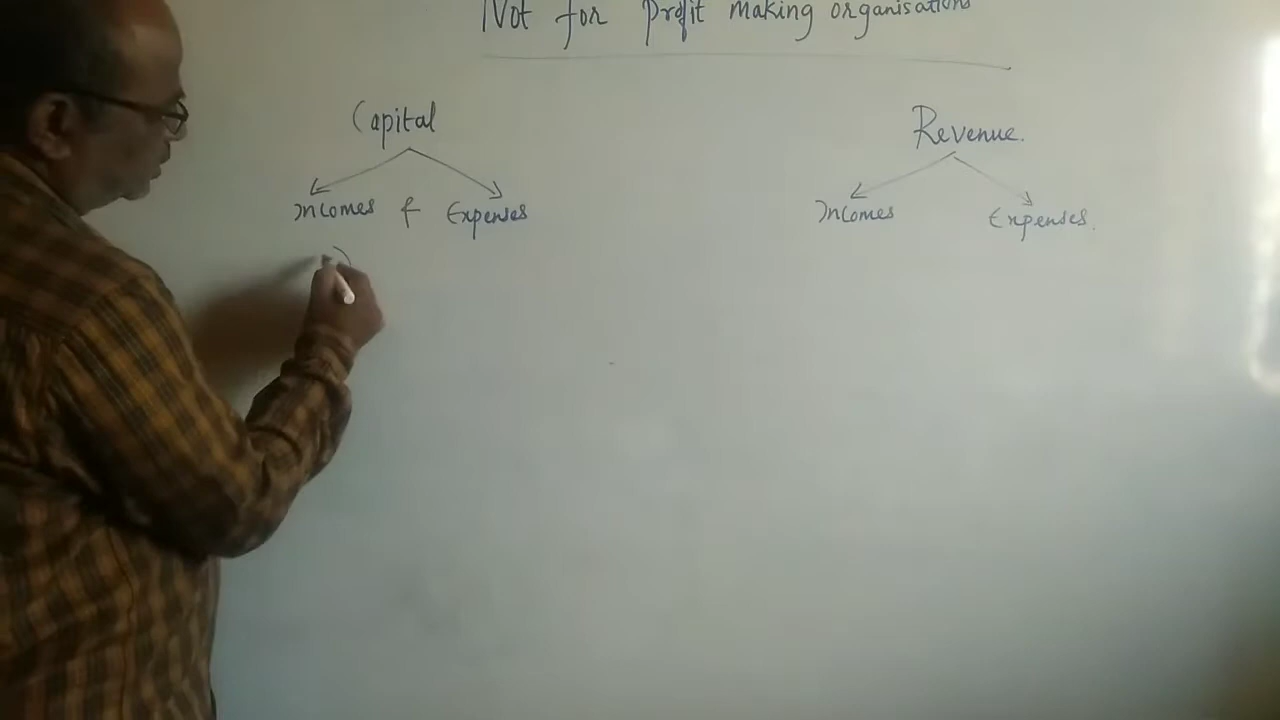 Not for Profit making organisations
Capital Revenue.
Incomes & Expenses Incomes Expenses.